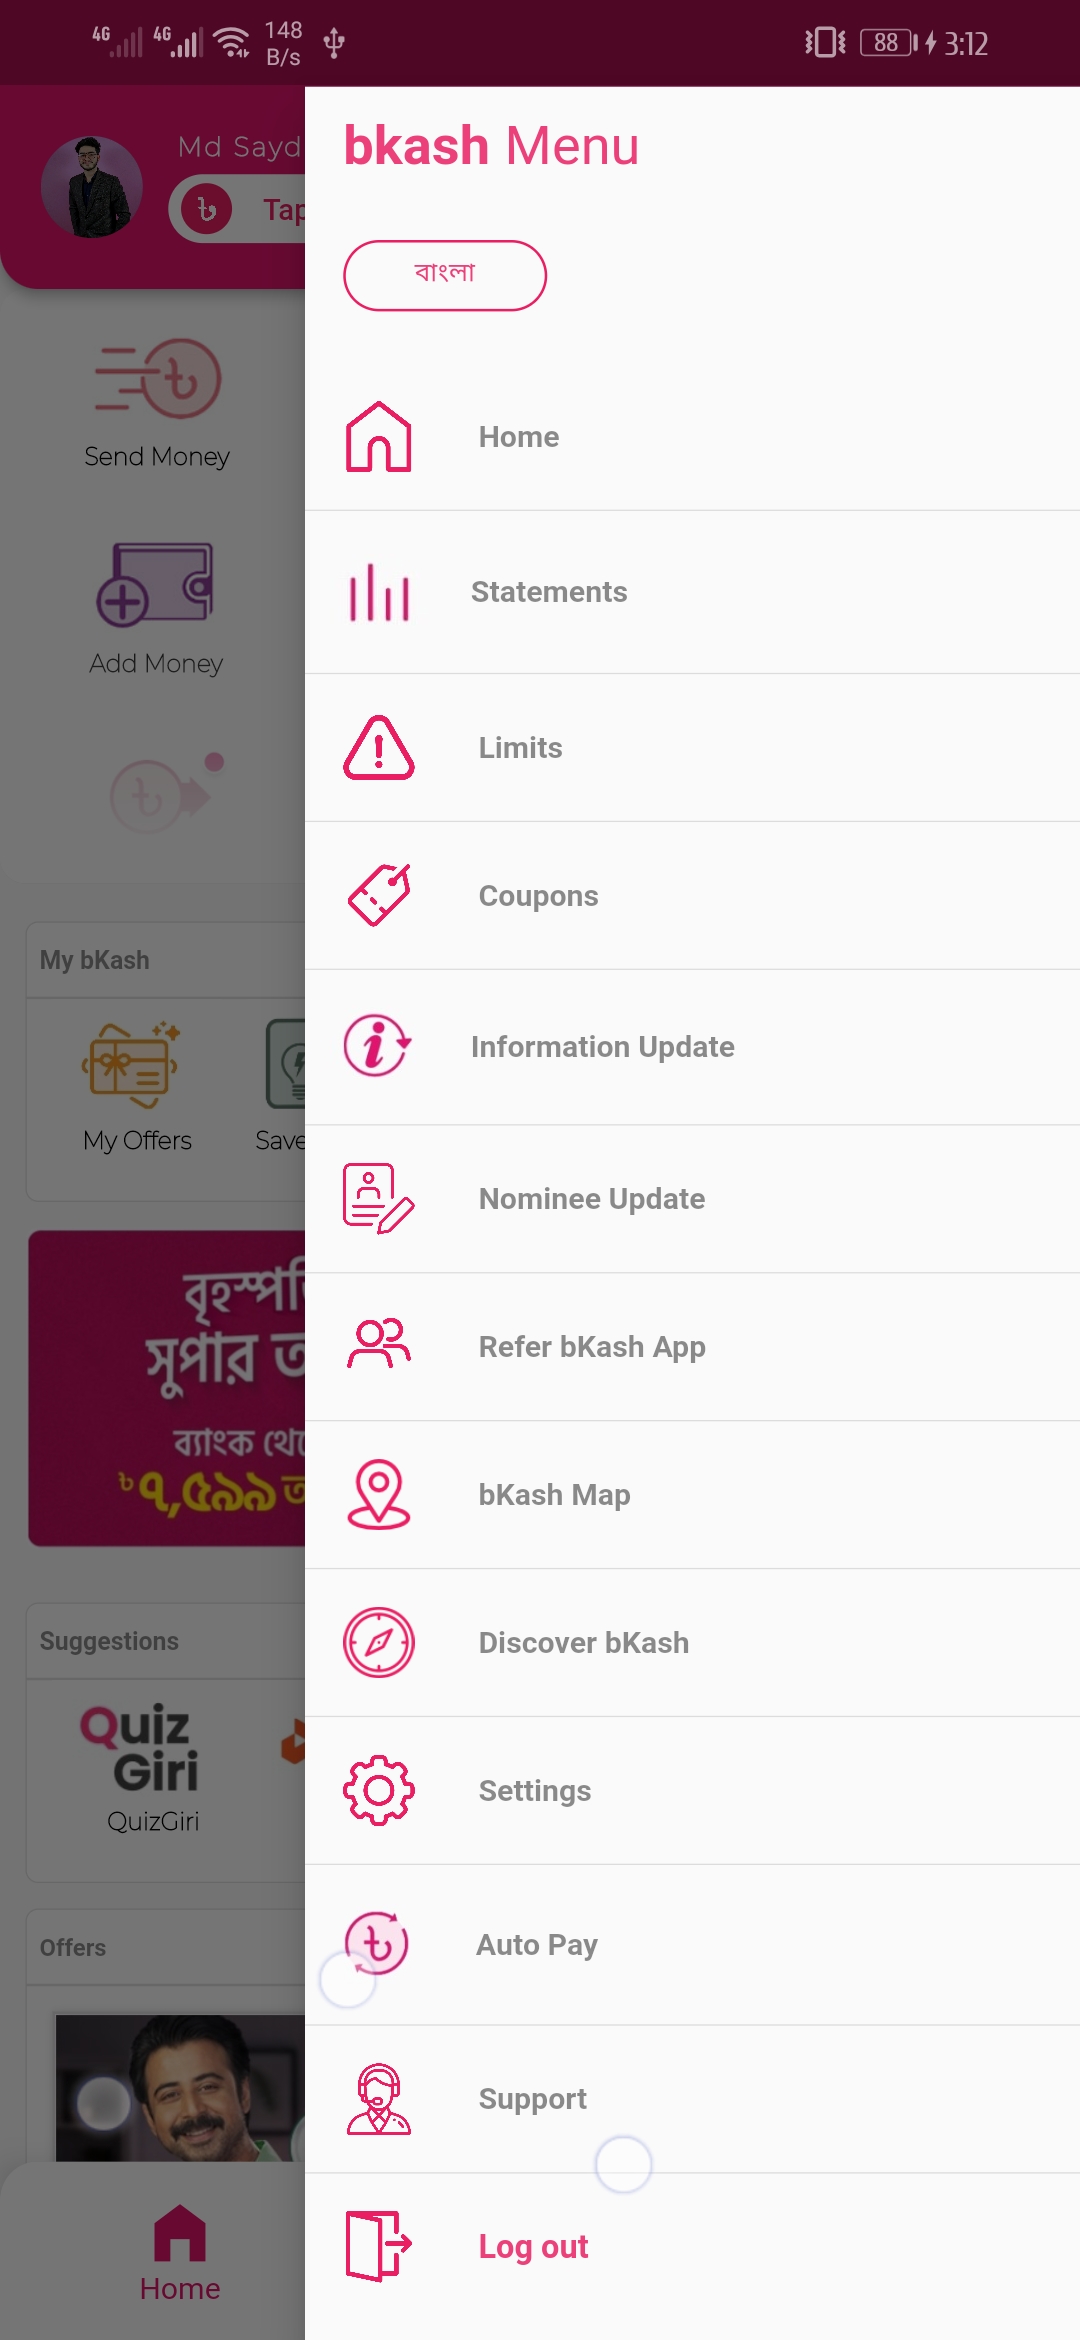 4G 4G 148 B/s 88 3:12
Md Sayd
bkash Menu
Tap
বাংলা
Home
Send Money
Statements
Add Money
Limits
Coupons
My bKash
Information Update
My Offers
Save
Nominee Update
সুপার
Refer bKash App
ব্যাংক
৳৭,৫৯৯
bKash Map
Suggestions
Discover bKash
Quiz
Giri
QuizGiri
Settings
Offers
Auto Pay
Support
Log out
Home